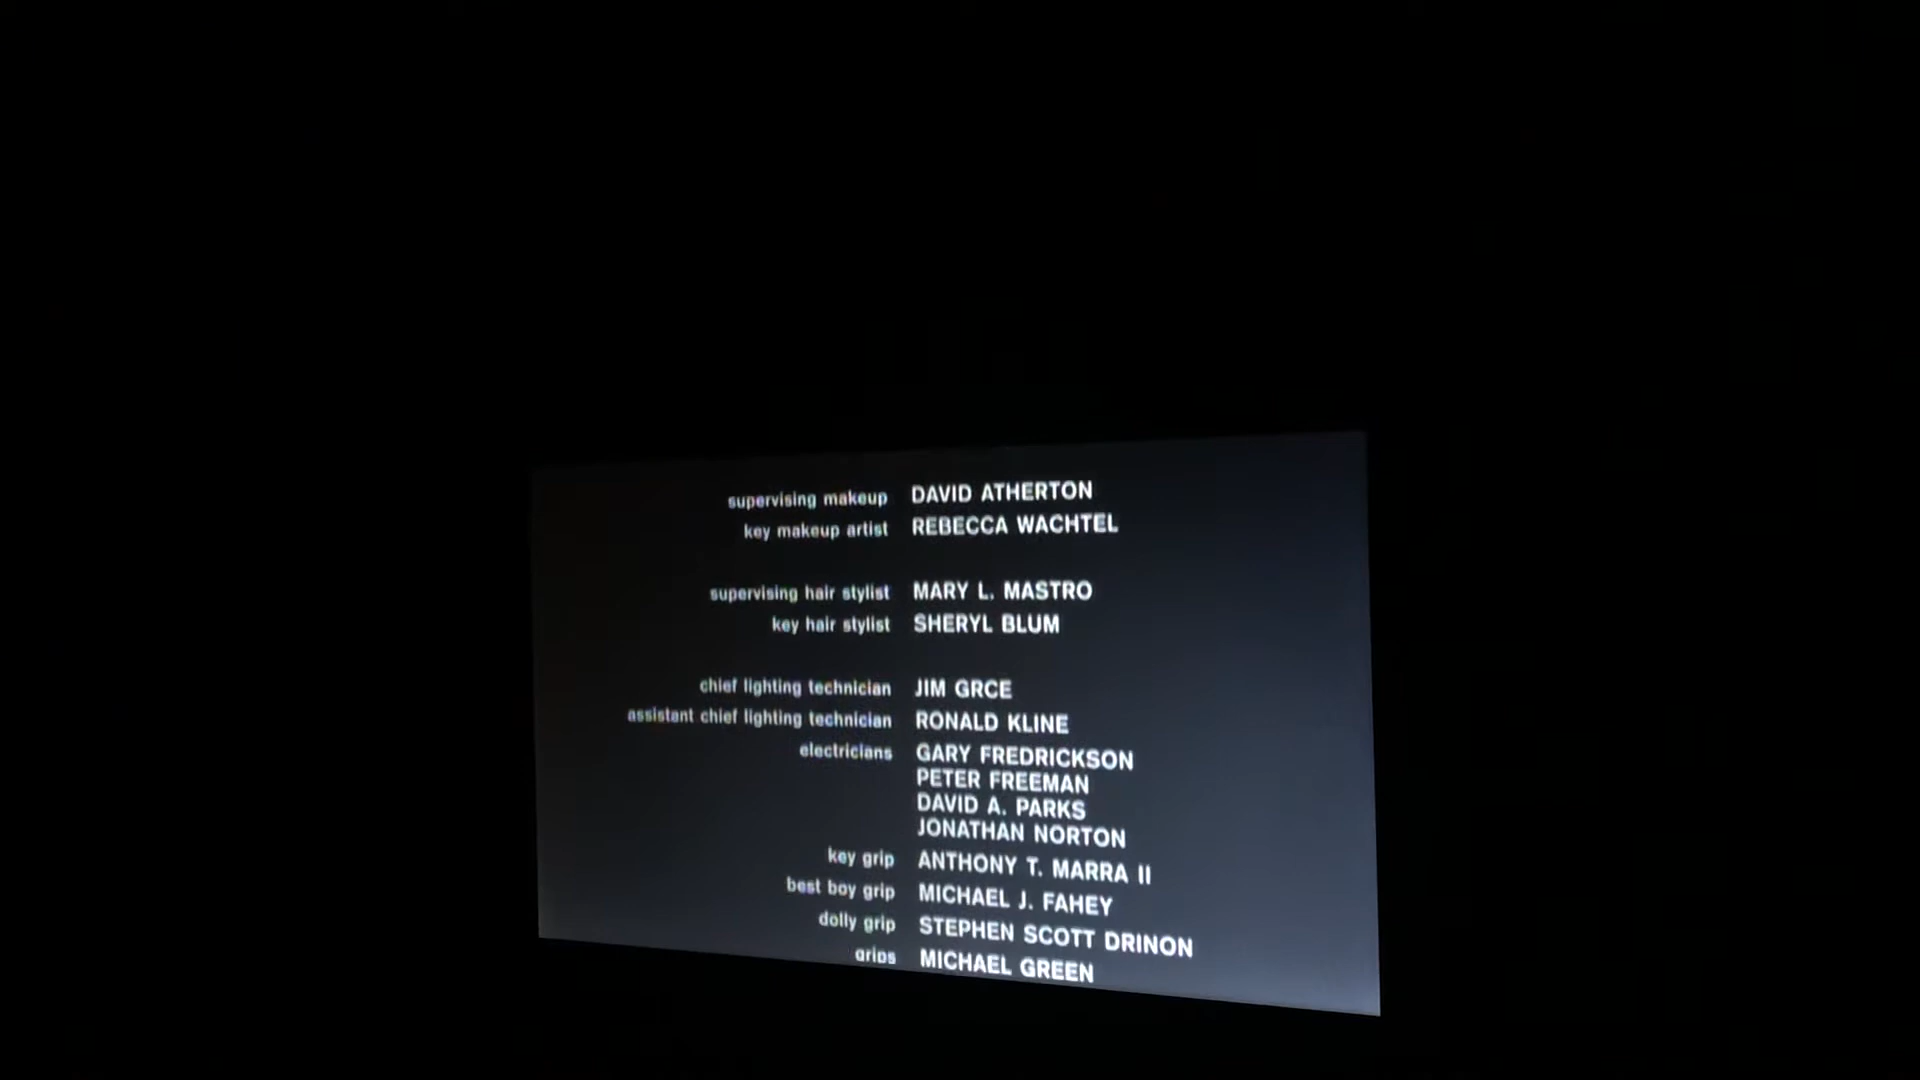 supervising makeup DAVID ATHERTON
key makeup artist REBECCA WACHTEL
supervising hair stylist MARY L. MASTRO
key hair stylist SHERYL BLUM
chief lighting technician JIM GRCE
assistant chief lighting technician RONALD KLINE
electricians GARY FREDRICKSON
PETER FREEMAN
DAVID A. PARKS
JONATHAN NORTON
key grip ANTHONY T. MARRA II
best boy grip MICHAEL J. FAHEY
dolly grip STEPHEN SCOTT DRINON
grips MICHAEL GREEN